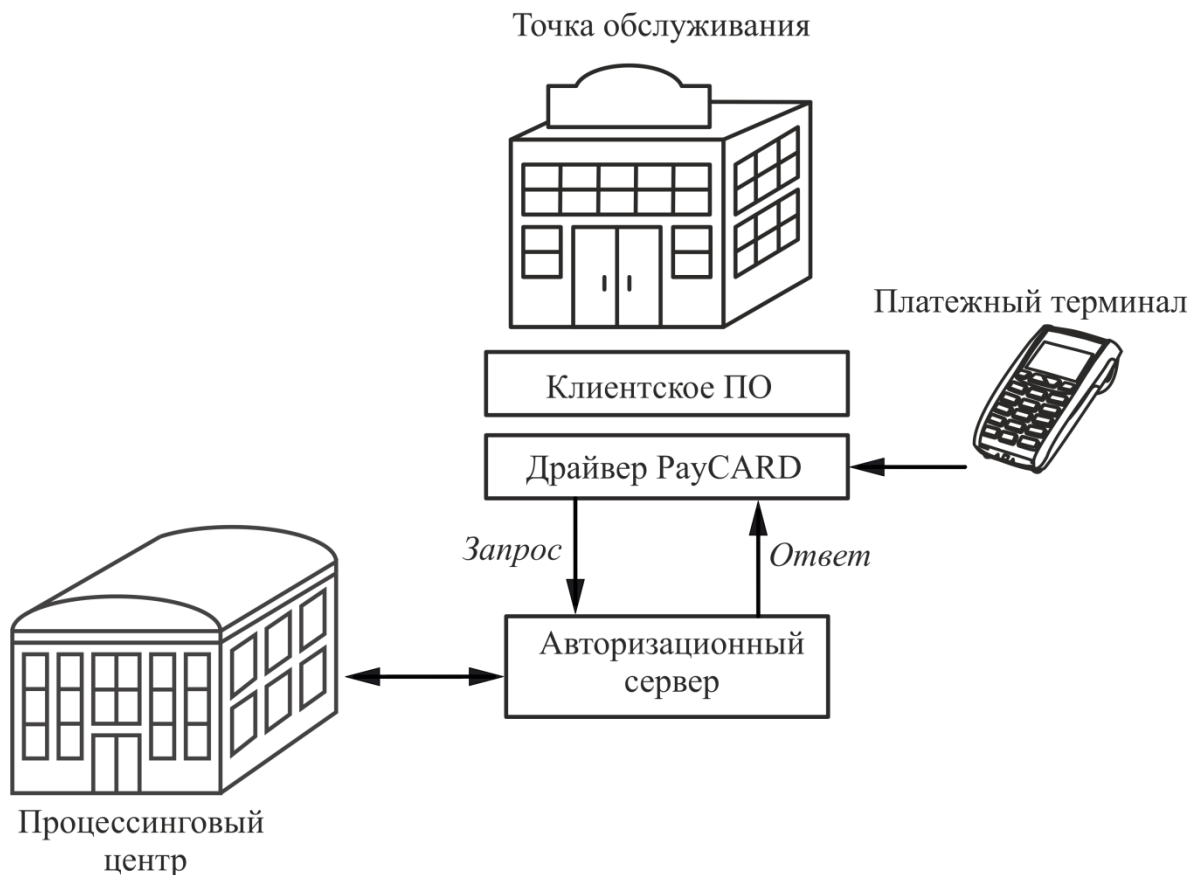 Точка обслуживания
Платежный терминал
Клиентское ПО
Драйвер PayCARD
Запрос
Ответ
Авторизационный
сервер
Процессинговый
центр